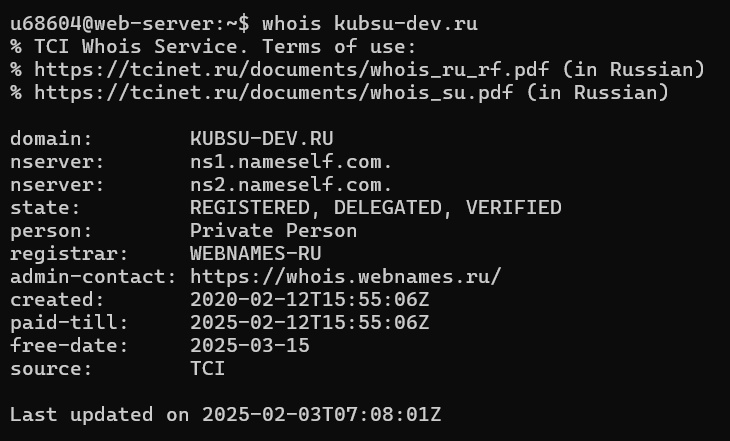 u68604@web-server:~$ whois kubsu-dev.ru
% TCI Whois Service. Terms of use:
% https://tcinet.ru/documents/whois_ru_rf.pdf (in Russian)
% https://tcinet.ru/documents/whois_su.pdf (in Russian)

domain:        KUBSU-DEV.RU
nserver:       ns1.nameself.com.
nserver:       ns2.nameself.com.
state:         REGISTERED, DELEGATED, VERIFIED
person:        Private Person
registrar:     WEBNAMES-RU
admin-contact: https://whois.webnames.ru/
created:       2020-02-12T15:55:06Z
paid-till:     2025-02-12T15:55:06Z
free-date:     2025-03-15
source:        TCI

Last updated on 2025-02-03T07:08:01Z